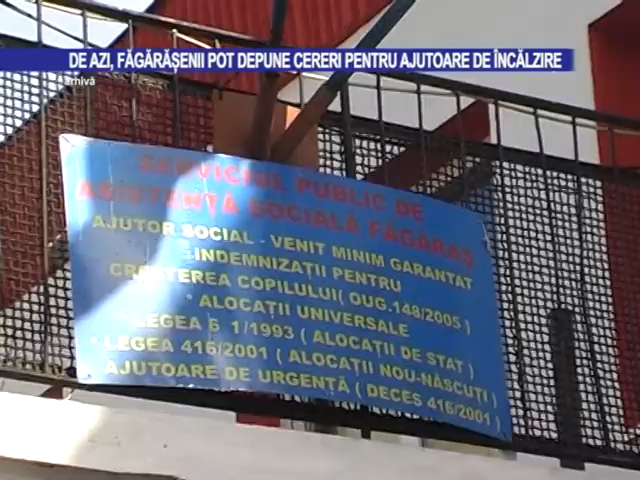 DE AZI, FĂGĂRĂȘENII POT DEPUNE CERERI PENTRU AJUTOARE DE ÎNCĂLZIRE
arhivă
SERVICIUL PUBLIC DE
ASISTENȚA SOCIALĂ FĂGĂRAȘ
AJUTOR SOCIAL - VENIT MINIM GARANTAT
INDEMNIZAȚII PENTRU
CREȘTEREA COPILULUI( OUG.148/2005 )
* ALOCAȚII UNIVERSALE
* LEGEA 6 1/1993 ( ALOCAȚII DE STAT )
* LEGEA 416/2001 ( ALOCAȚII NOU-NĂSCUȚI )
* AJUTOARE DE URGENȚĂ ( DECES 416/2001 )